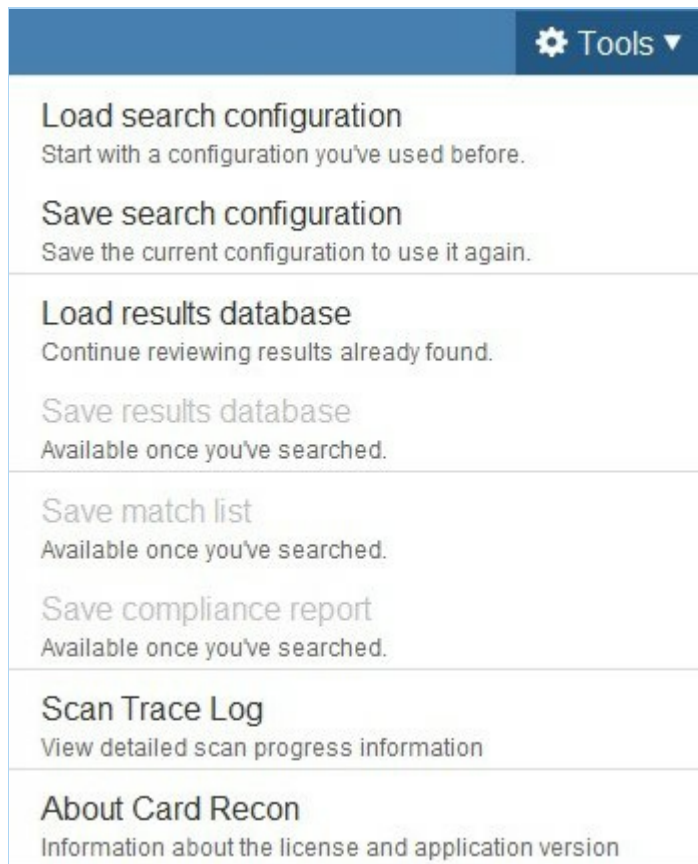 Tools
Load search configuration
Start with a configuration you've used before.
Save search configuration
Save the current configuration to use it again.
Load results database
Continue reviewing results already found.
Save results database
Available once you've searched.
Save match list
Available once you've searched.
Save compliance report
Available once you've searched.
Scan Trace Log
View detailed scan progress information
About Card Recon
Information about the license and application version